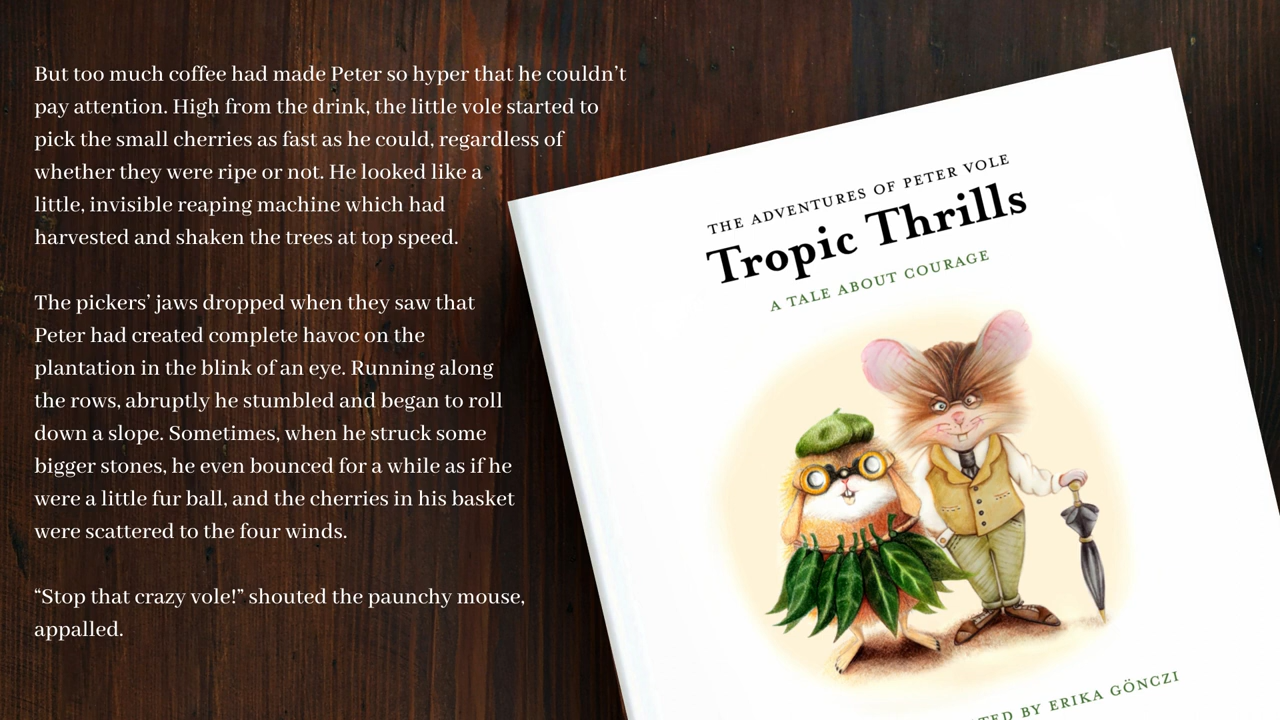 But too much coffee had made Peter so hyper that he couldn’t
pay attention. High from the drink, the little vole started to
pick the small cherries as fast as he could, regardless of
whether they were ripe or not. He looked like a
little, invisible reaping machine which had
harvested and shaken the trees at top speed.
The pickers’ jaws dropped when they saw that
Peter had created complete havoc on the
plantation in the blink of an eye. Running along
the rows, abruptly he stumbled and began to roll
down a slope. Sometimes, when he struck some
bigger stones, he even bounced for a while as if he
were a little fur ball, and the cherries in his basket
were scattered to the four winds.
“Stop that crazy vole!” shouted the paunchy mouse,
appalled.
THE ADVENTURES OF PETER VOLE
Tropic Thrills
A TALE ABOUT COURAGE
BY ERIKA GÖNCZI